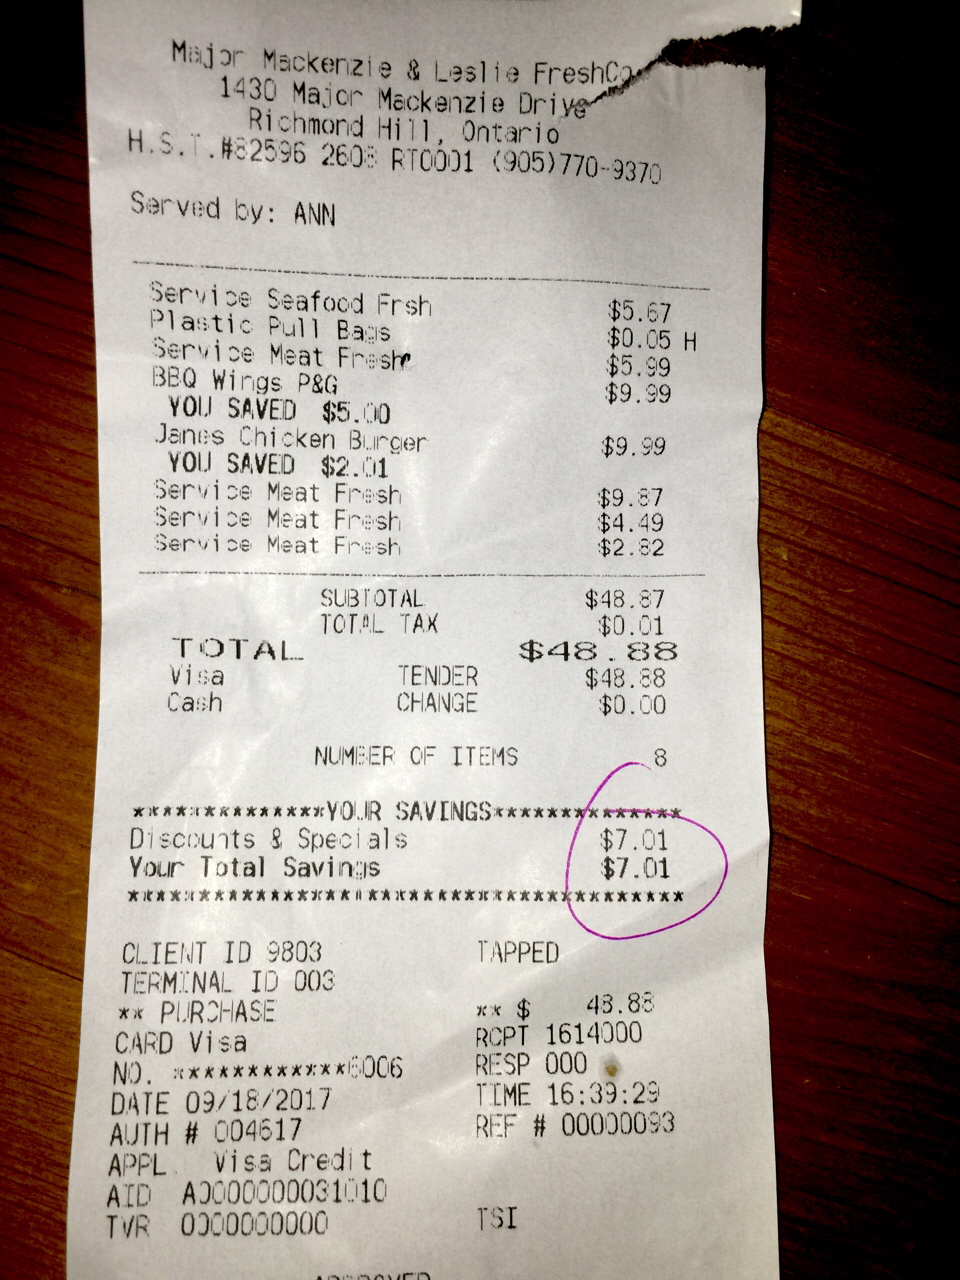 Major Mackenzie & Leslie FreshCo
1430 Major Mackenzie Drive
Richmond Hill, Ontario
H.S.T.#82596 2608 RT0001 (905)770-9370
Served by: ANN
Service Seafood Frsh $5.67
Plastic Pull Bags $0.05 H
Service Meat Fresh $5.99
BBQ Wings P&G $9.99
YOU SAVED $5.00
Janes Chicken Burger $9.99
YOU SAVED $2.01
Service Meat Fresh $9.87
Service Meat Fresh $4.49
Service Meat Fresh $2.82
SUBTOTAL $48.87
TOTAL TAX $0.01
TOTAL $48.88
Visa TENDER $48.88
Cash CHANGE $0.00
NUMBER OF ITEMS 8
*************YOUR SAVINGS**************
Discounts & Specials $7.01
Your Total Savings $7.01
****************************************
CLIENT ID 9803 TAPPED
TERMINAL ID 003
** PURCHASE ** $ 48.88
CARD Visa RCPT 1614000
NO. ************6006 RESP 000
DATE 09/18/2017 TIME 16:39:29
AUTH # 004617 REF # 00000093
APPL Visa Credit
AID A0000000031010
TVR 0000000000 TSI
APPROVED